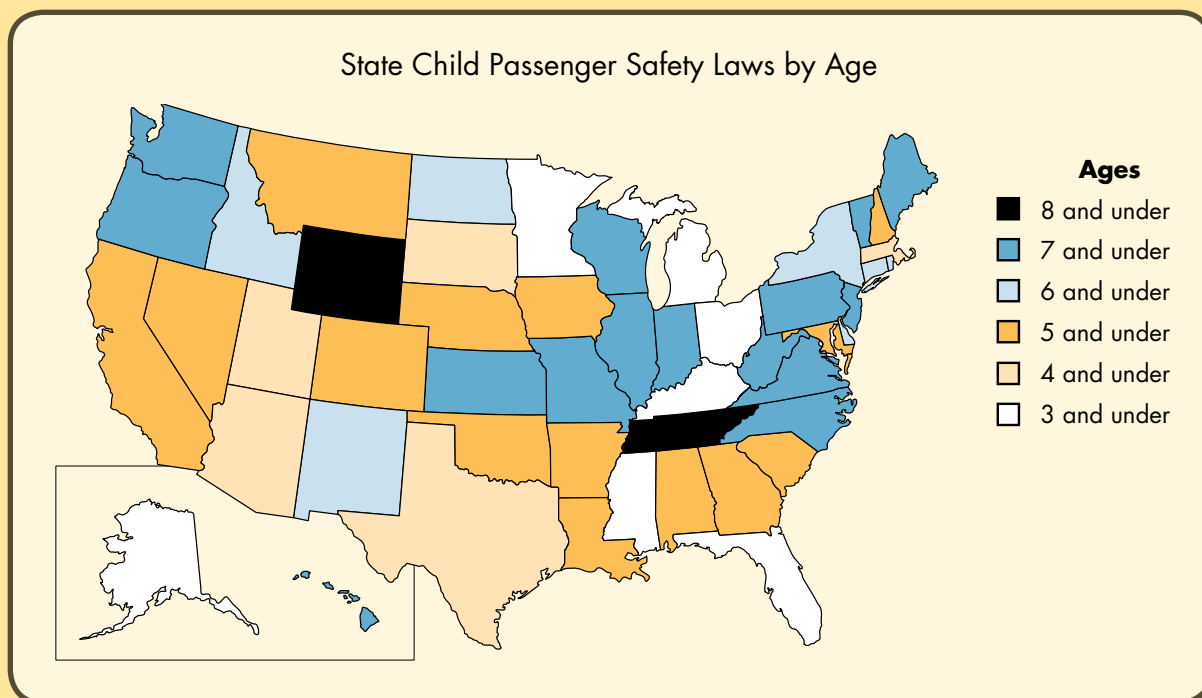 State Child Passenger Safety Laws by Age
Ages
8 and under
7 and under
6 and under
5 and under
4 and under
3 and under